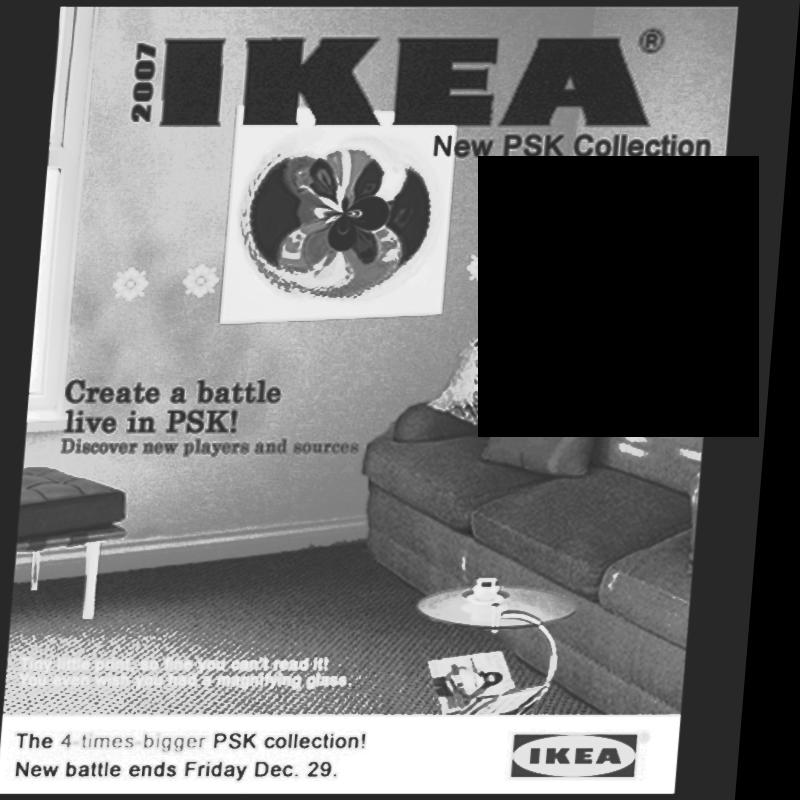 2007
IKEA®
New PSK Collection
Create a battle
live in PSK!
Discover new players and sources
Tiny little print, so fine you can't read it!
You even wish you had a magnifying glass.
The 4-times-bigger PSK collection!
New battle ends Friday Dec. 29.
IKEA